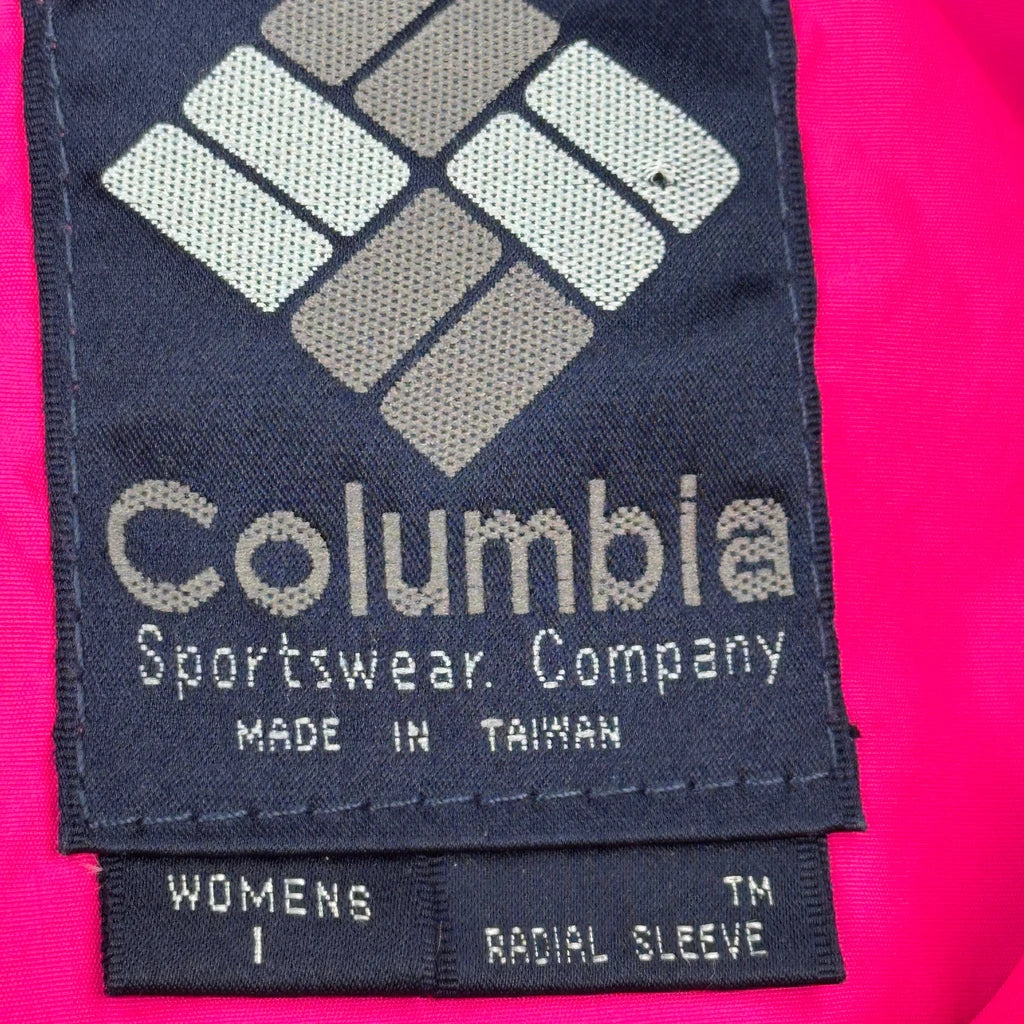 Columbia
Sportswear. Company
MADE IN TAIWAN
WOMENS
L
TM
RADIAL SLEEVE